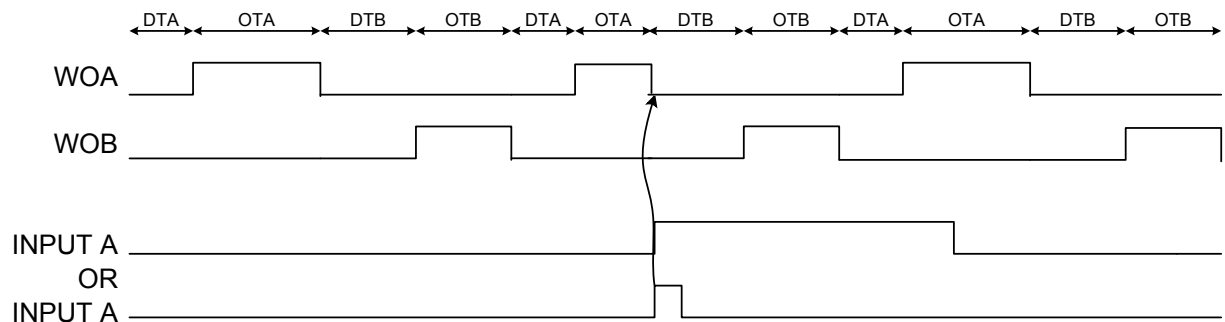 DTA OTA DTB OTB DTA OTA DTB OTB DTA OTA DTB OTB
WOA
WOB
INPUT A
OR
INPUT A